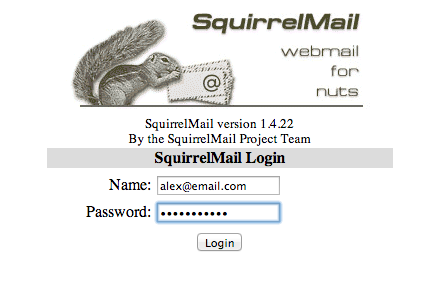 SquirrelMail
webmail
for
nuts
@
SquirrelMail version 1.4.22
By the SquirrelMail Project Team
SquirrelMail Login
Name: alex@email.com
Password: •••••••••••
Login